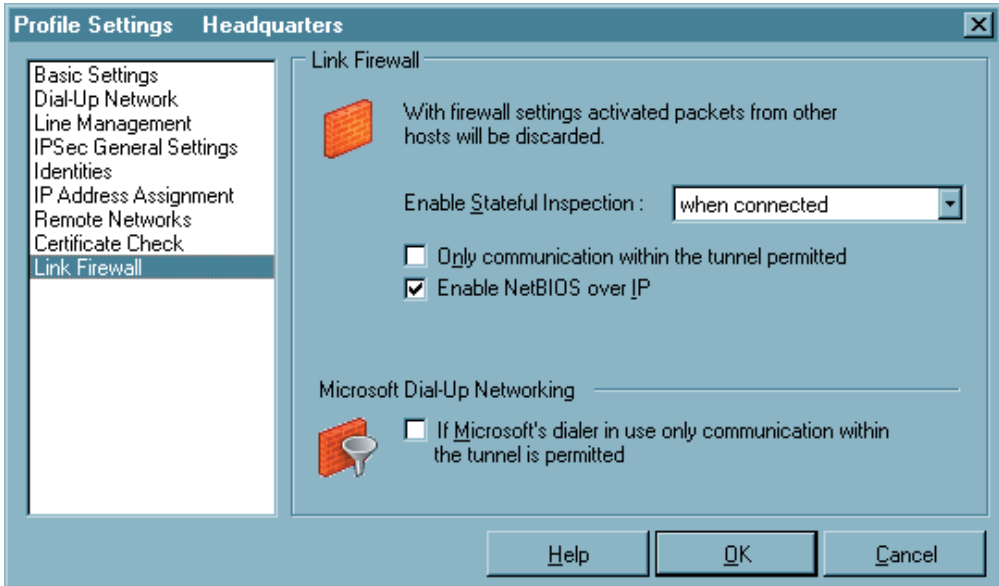 Profile Settings Headquarters
Basic Settings
Dial-Up Network
Line Management
IPSec General Settings
Identities
IP Address Assignment
Remote Networks
Certificate Check
Link Firewall
Link Firewall
With firewall settings activated packets from other
hosts will be discarded.
Enable Stateful Inspection :
when connected
Only communication within the tunnel permitted
Enable NetBIOS over IP
Microsoft Dial-Up Networking
If Microsoft's dialer in use only communication within
the tunnel is permitted
Help
OK
Cancel